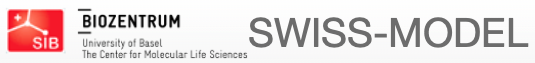 SIB
BIOZENTRUM
University of Basel
The Center for Molecular Life Sciences
SWISS-MODEL